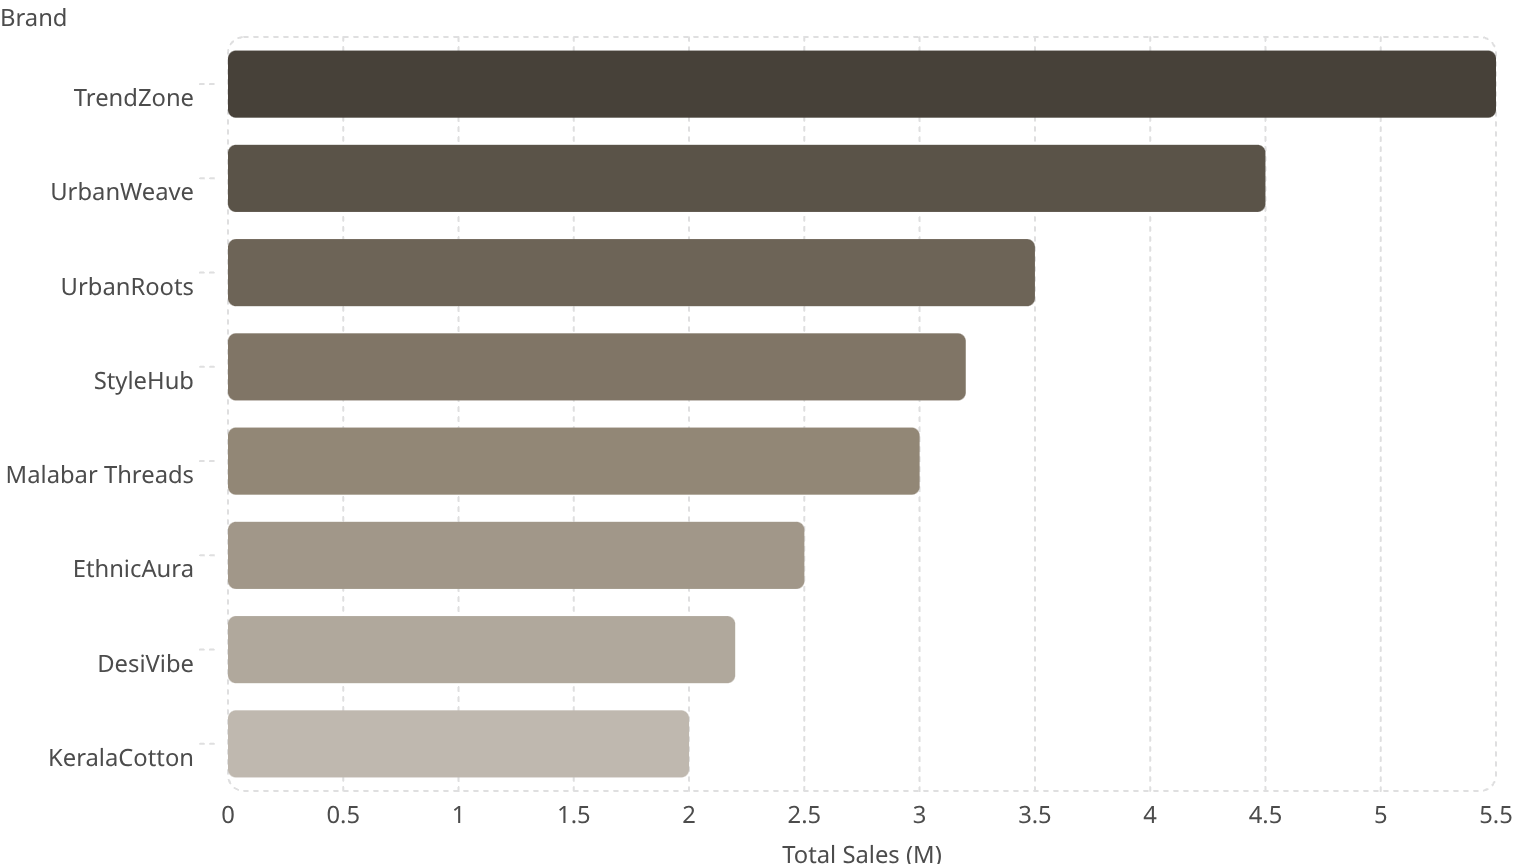 Brand
TrendZone
UrbanWeave
UrbanRoots
StyleHub
Malabar Threads
EthnicAura
DesiVibe
KeralaCotton
0 0.5 1 1.5 2 2.5 3 3.5 4 4.5 5 5.5
Total Sales (M)